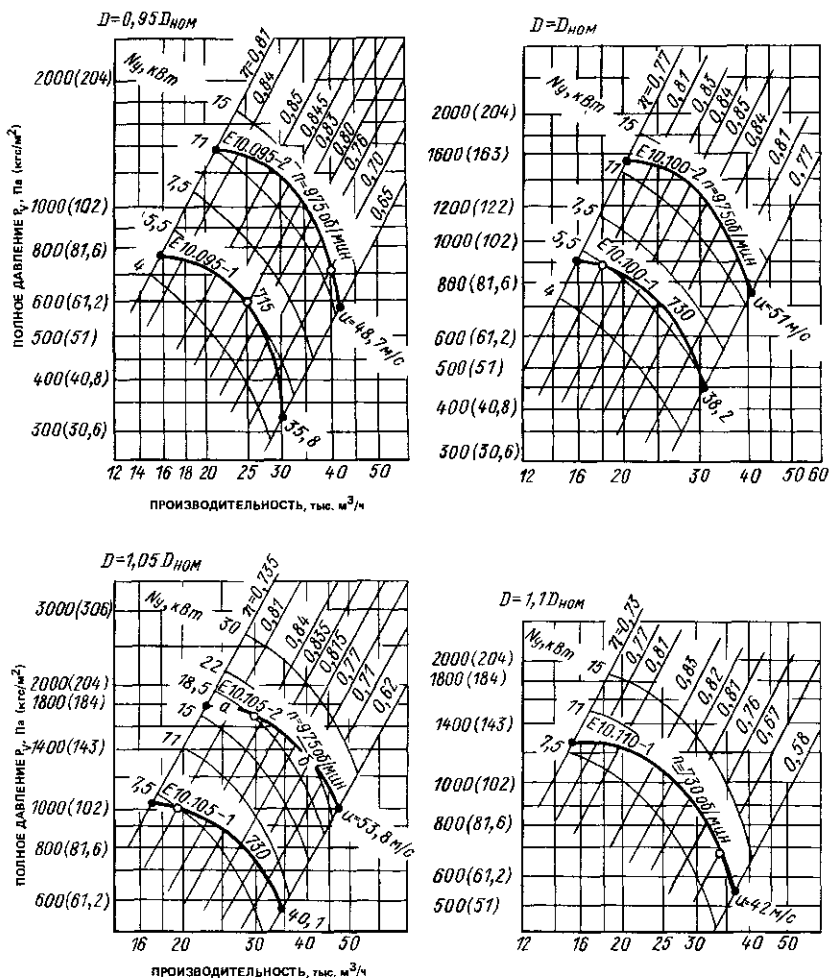 D=0,95 Dном
Nу, кВт
η=0,81
0,84
0,85
0,845
0,83
0,80
0,76
0,70
0,65
15
11
7,5
5,5
4
E10.095-2 n=975об/мин
E10.095-1
715
u=48,7м/с
35,8
ПОЛНОЕ ДАВЛЕНИЕ Pv, Па (кгс/м²)
2000(204)
1000(102)
800(81,6)
600(61,2)
500(51)
400(40,8)
300(30,6)
12 14 16 20 25 30 40 50
ПРОИЗВОДИТЕЛЬНОСТЬ, тыс. м³/ч
D=Dном
Nу, кВт
η=0,77
0,81
0,83
0,84
0,85
0,84
0,81
0,77
15
11
7,5
5,5
4
E10.100-2 n=975об/мин
E10.100-1
730
u=51м/с
38,2
2000(204)
1600(163)
1200(122)
1000(102)
800(81,6)
600(61,2)
500(51)
400(40,8)
300(30,6)
12 16 20 30 40 50 60
D=1,05 Dном
Nу, кВт
η=0,735
0,81
0,84
0,835
0,815
0,77
0,71
0,62
30
22
18,5
15
11
7,5
а
б
E10.105-2 n=975об/мин
E10.105-1
730
u=53,8м/с
40,1
ПОЛНОЕ ДАВЛЕНИЕ Pv, Па (кгс/м²)
3000(306)
2000(204)
1800(184)
1400(143)
1000(102)
800(81,6)
600(61,2)
16 20 30 40 50
ПРОИЗВОДИТЕЛЬНОСТЬ, тыс. м³/ч
D=1,1Dном
Nу, кВт
η=0,73
0,77
0,81
0,83
0,82
0,81
0,76
0,67
0,58
15
11
7,5
E10.110-1
n=730об/мин
u=42м/с
2000(204)
1800(184)
1400(143)
1000(102)
800(81,6)
600(61,2)
500(51)
12 16 20 25 30 40 50